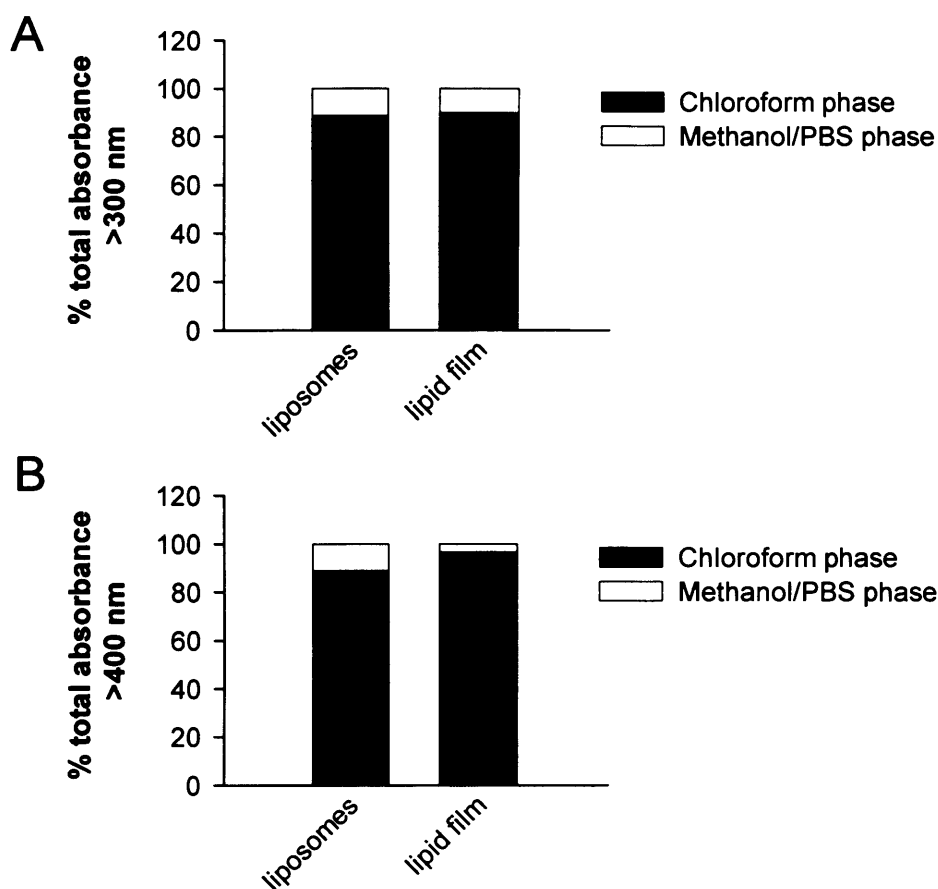 A
% total absorbance
>300 nm
120
100
80
60
40
20
0
liposomes
lipid film
Chloroform phase
Methanol/PBS phase
B
% total absorbance
>400 nm
120
100
80
60
40
20
0
liposomes
lipid film
Chloroform phase
Methanol/PBS phase